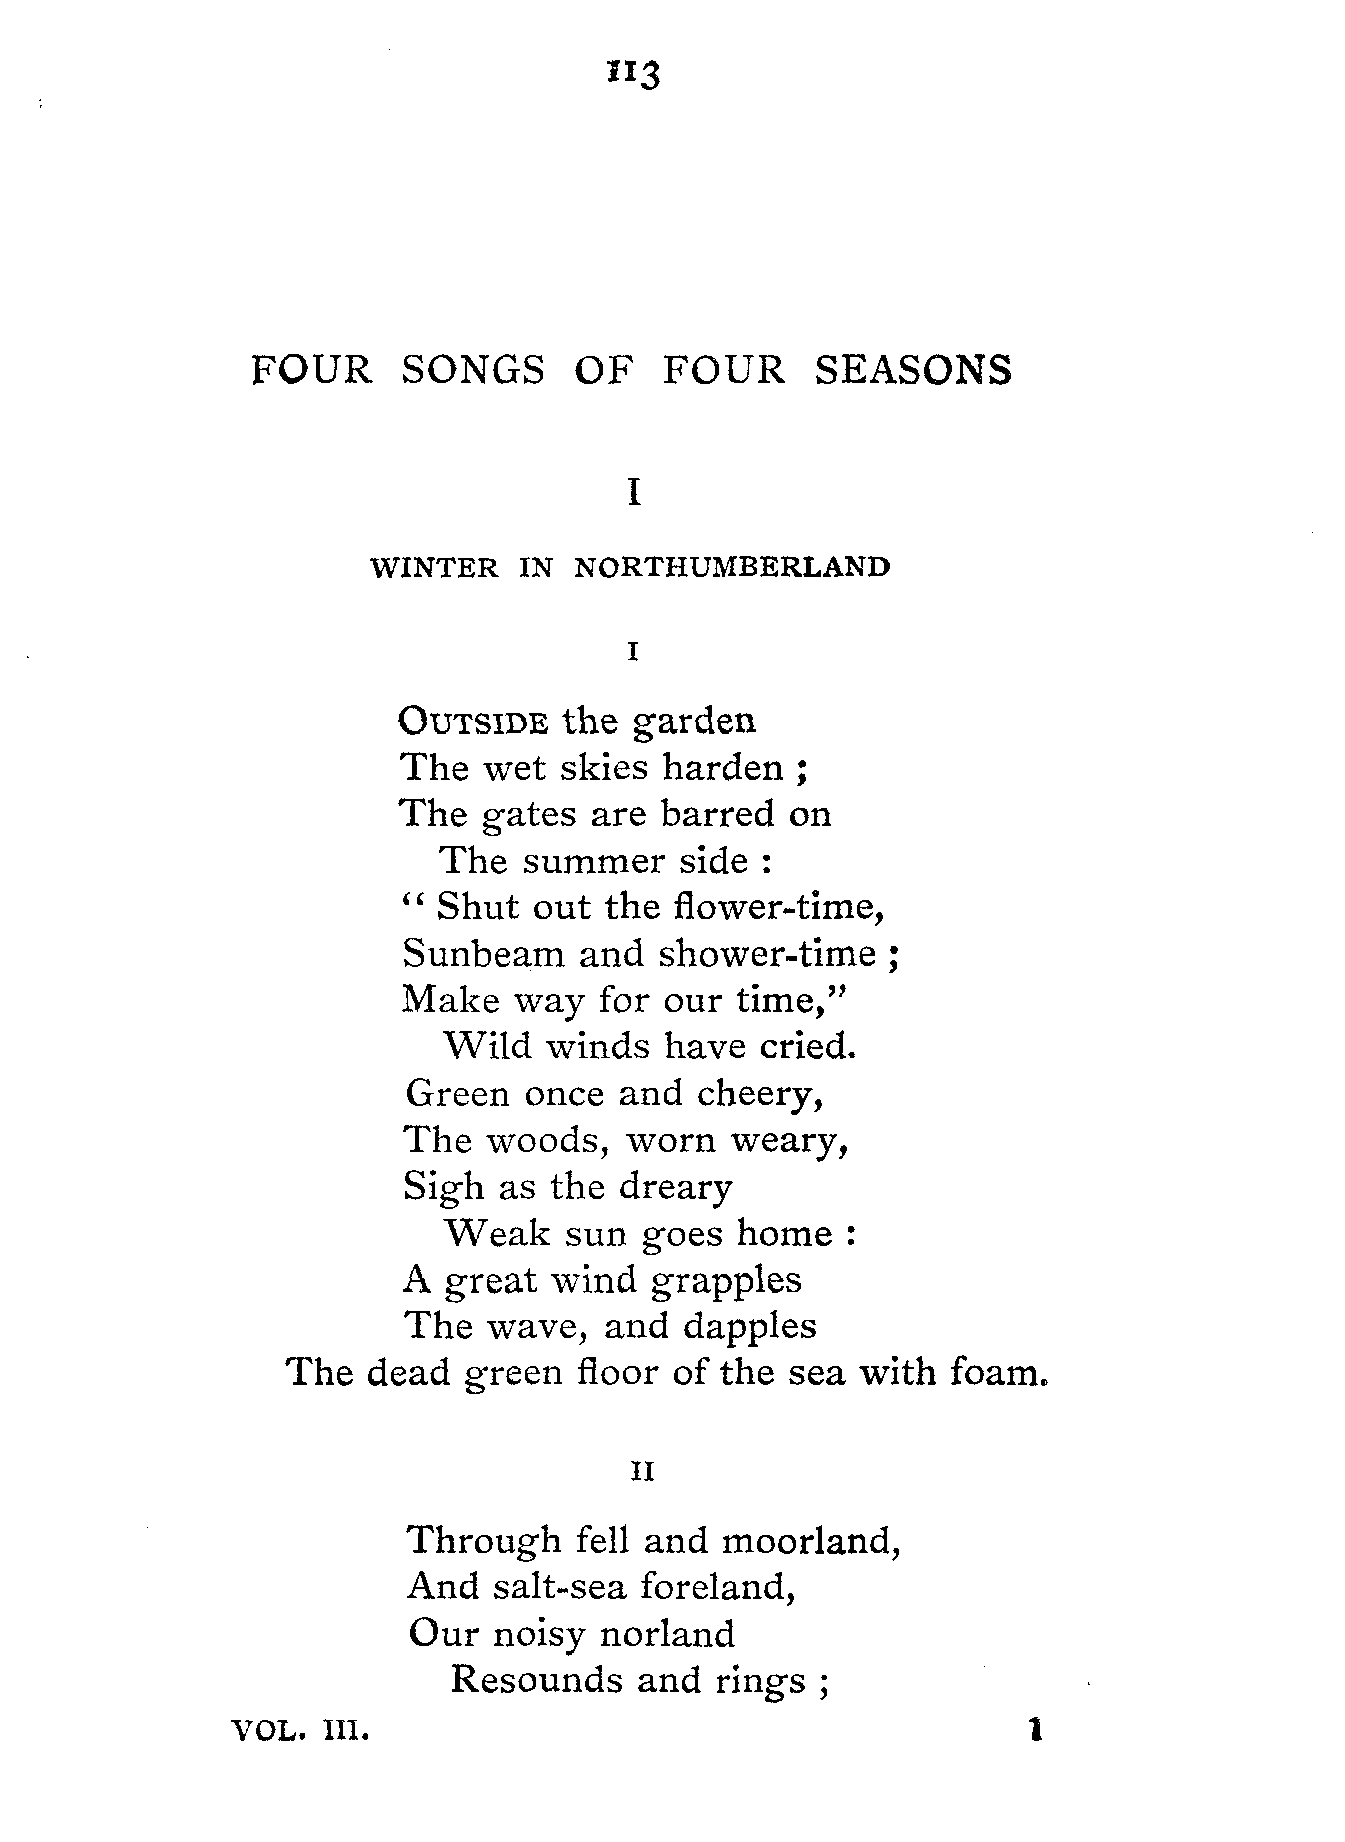 113
FOUR SONGS OF FOUR SEASONS
I
WINTER IN NORTHUMBERLAND
I
OUTSIDE the garden
The wet skies harden ;
The gates are barred on
The summer side :
“ Shut out the flower-time,
Sunbeam and shower-time ;
Make way for our time,”
Wild winds have cried.
Green once and cheery,
The woods, worn weary,
Sigh as the dreary
Weak sun goes home :
A great wind grapples
The wave, and dapples
The dead green floor of the sea with foam.
II
Through fell and moorland,
And salt-sea foreland,
Our noisy norland
Resounds and rings ;
VOL. III. I